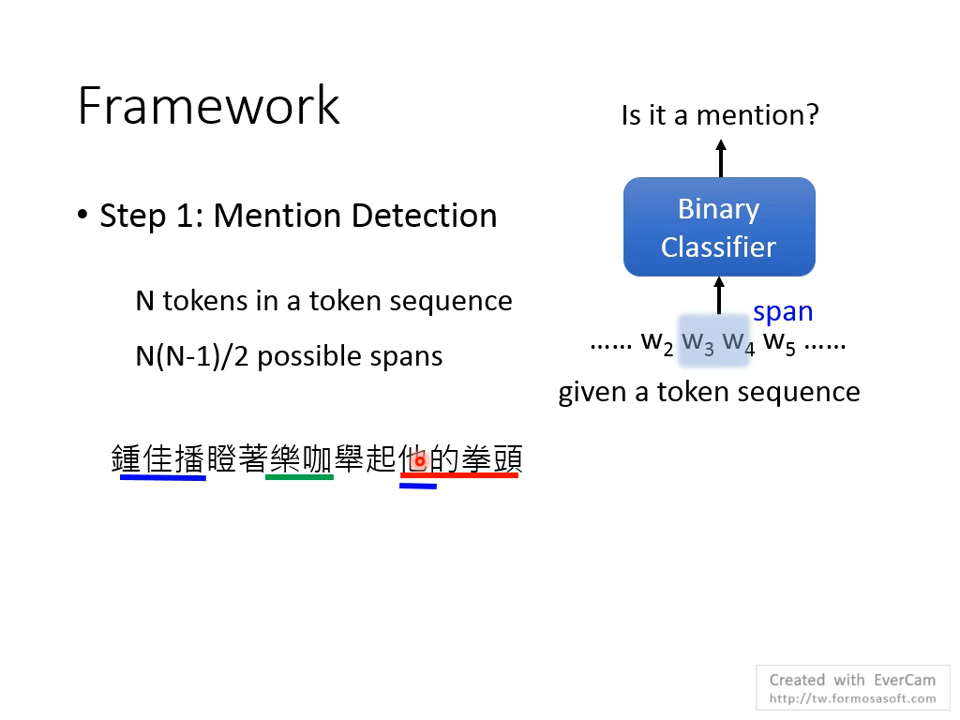 Framework
Is it a mention?
Binary
Classifier
• Step 1: Mention Detection
N tokens in a token sequence
N(N-1)/2 possible spans
span
...... w2 w3 w4 w5 ......
given a token sequence
鍾佳播瞪著樂咖舉起他的拳頭
Created with EverCam
http://tw.formosasoft.com